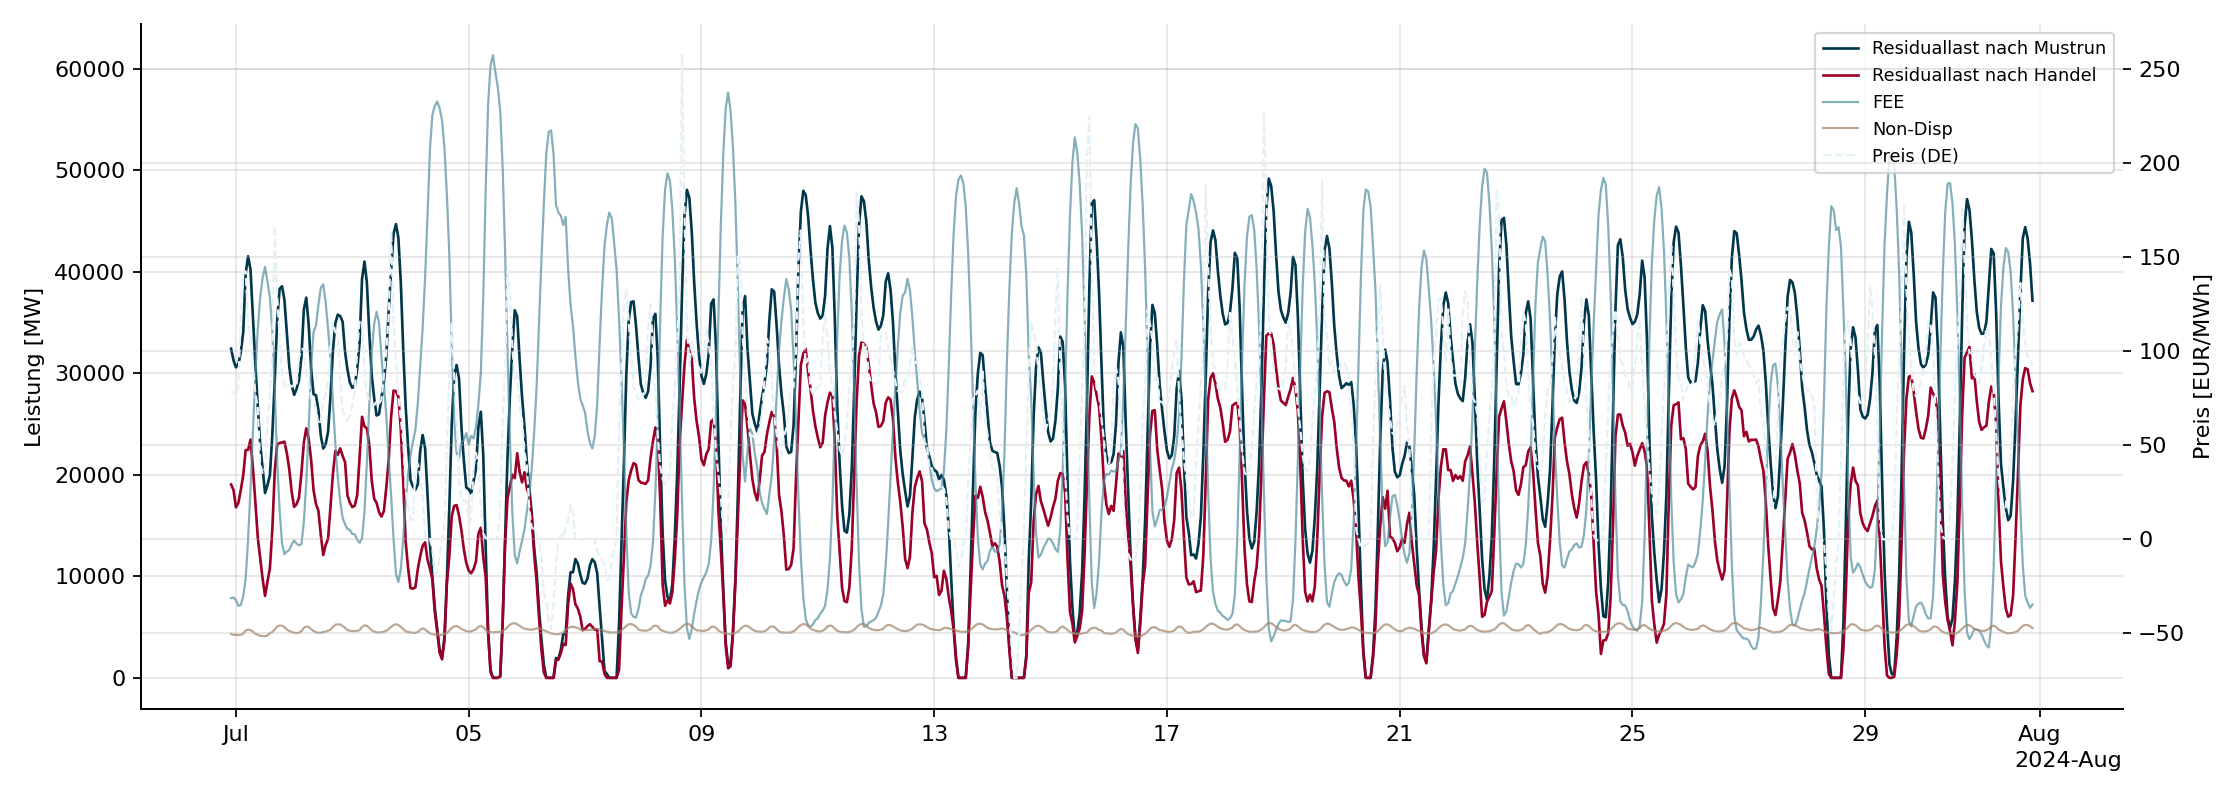 Leistung [MW]
60000
50000
40000
30000
20000
10000
0
Residuallast nach Mustrun
Residuallast nach Handel
FEE
Non-Disp
Preis (DE)
250
200
150
100
50
0
−50
Preis [EUR/MWh]
Jul 05 09 13 17 21 25 29 Aug
2024-Aug